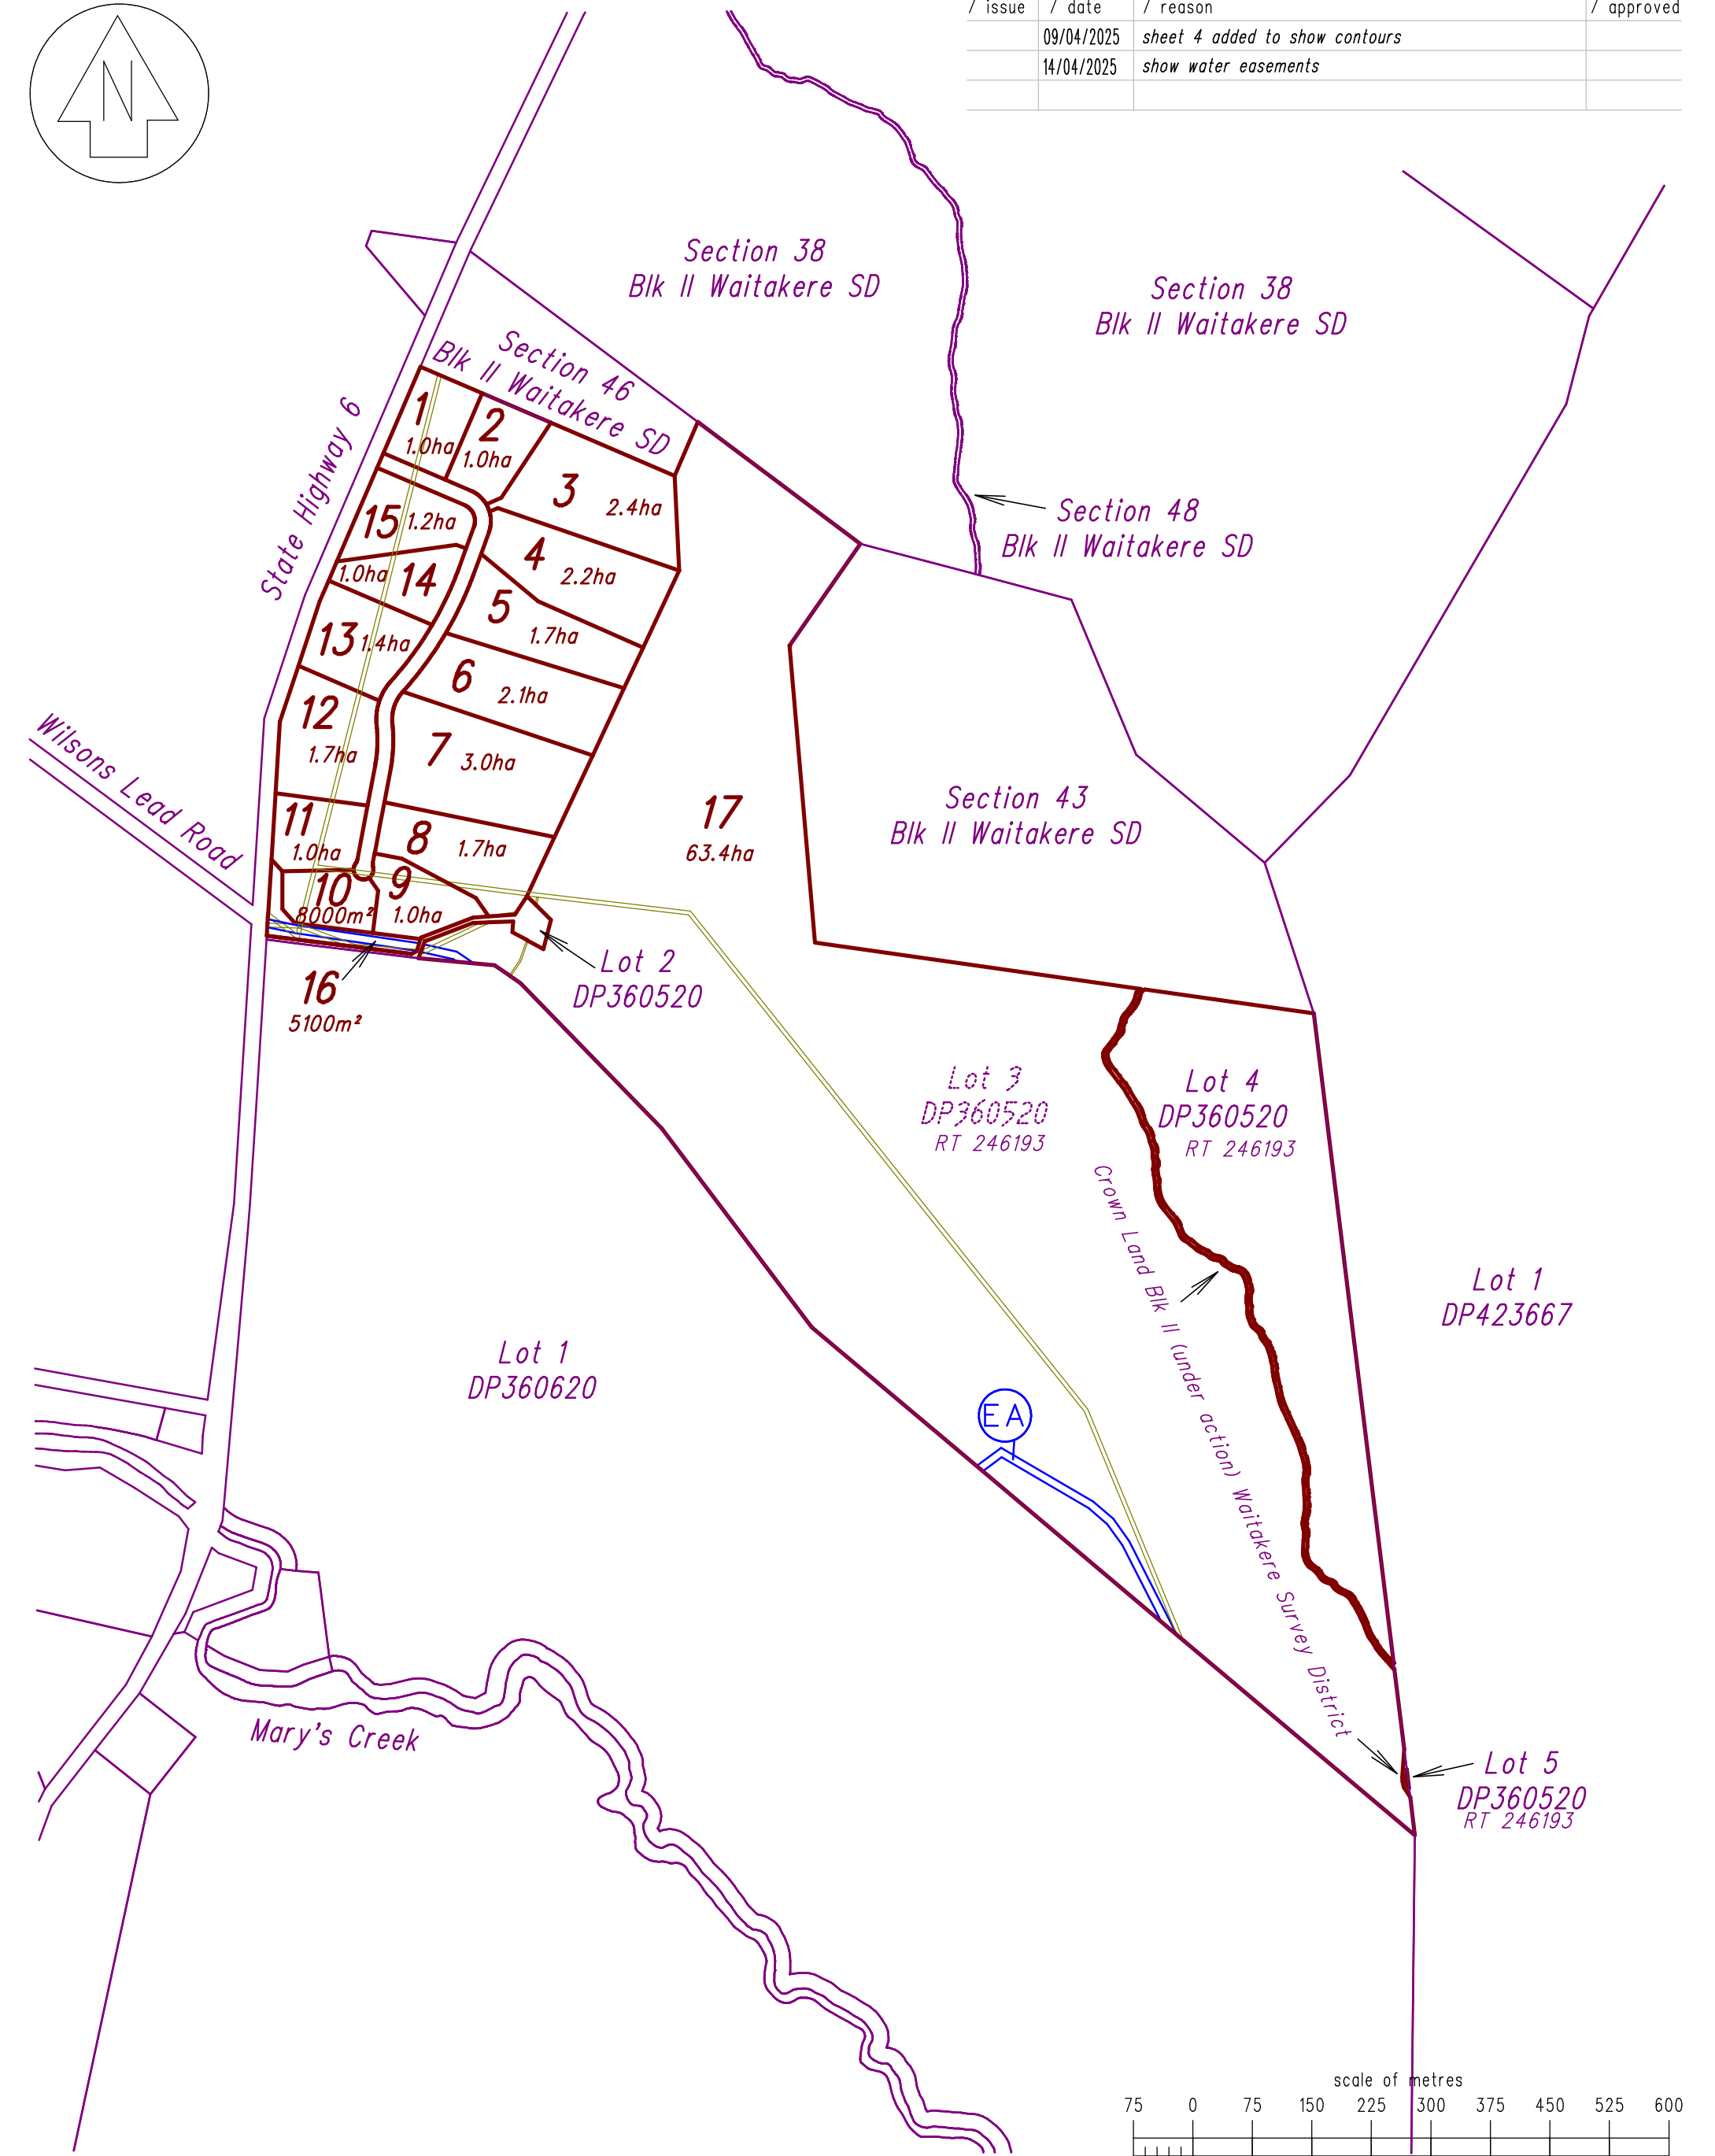 / issue / date / reason / approved
09/04/2025 sheet 4 added to show contours
14/04/2025 show water easements
N
Section 38
Blk II Waitakere SD
Section 38
Blk II Waitakere SD
Section 46
Blk II Waitakere SD
State Highway 6
1
1.0ha
2
1.0ha
3
2.4ha
15
1.2ha
4
2.2ha
Section 48
Blk II Waitakere SD
1.0ha
14
5
1.7ha
13
1.4ha
6
2.1ha
12
1.7ha
7
3.0ha
Wilsons Lead Road
17
63.4ha
Section 43
Blk II Waitakere SD
11
1.0ha
8
1.7ha
10
8000m²
9
1.0ha
16
5100m²
Lot 2
DP360520
Lot 3
DP360520
RT 246193
Lot 4
DP360520
RT 246193
Crown Land Blk II (under action) Waitakere Survey District
Lot 1
DP423667
Lot 1
DP360620
EA
Mary's Creek
Lot 5
DP360520
RT 246193
scale of metres
75 0 75 150 225 300 375 450 525 600